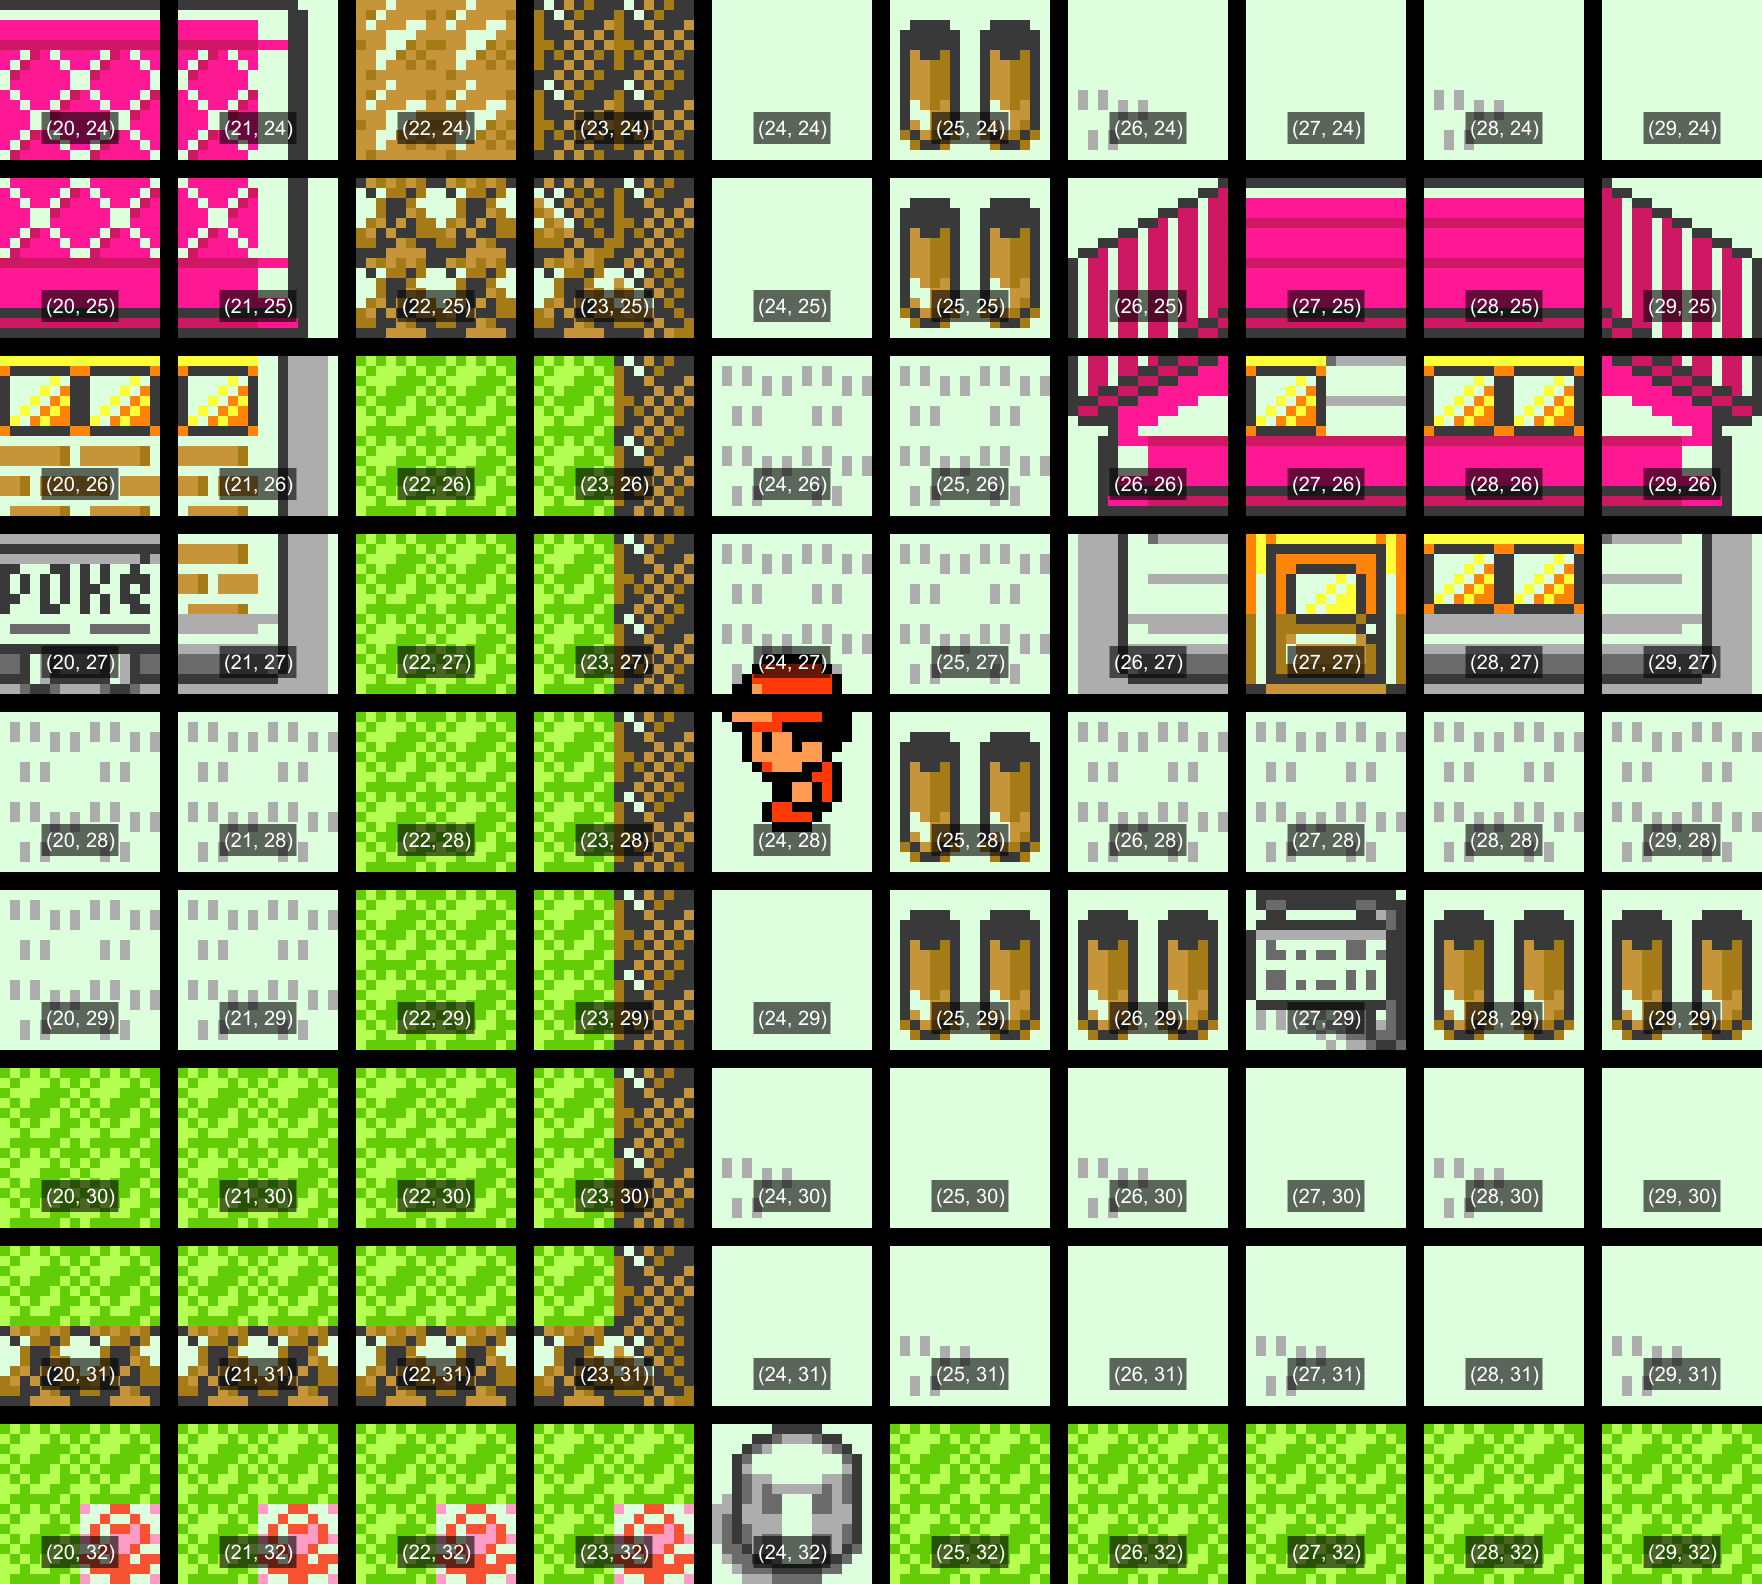 (20, 24) (21, 24) (22, 24) (23, 24) (24, 24) (25, 24) (26, 24) (27, 24) (28, 24) (29, 24)
(20, 25) (21, 25) (22, 25) (23, 25) (24, 25) (25, 25) (26, 25) (27, 25) (28, 25) (29, 25)
(20, 26) (21, 26) (22, 26) (23, 26) (24, 26) (25, 26) (26, 26) (27, 26) (28, 26) (29, 26)
POKé
(20, 27) (21, 27) (22, 27) (23, 27) (24, 27) (25, 27) (26, 27) (27, 27) (28, 27) (29, 27)
(20, 28) (21, 28) (22, 28) (23, 28) (24, 28) (25, 28) (26, 28) (27, 28) (28, 28) (29, 28)
(20, 29) (21, 29) (22, 29) (23, 29) (24, 29) (25, 29) (26, 29) (27, 29) (28, 29) (29, 29)
(20, 30) (21, 30) (22, 30) (23, 30) (24, 30) (25, 30) (26, 30) (27, 30) (28, 30) (29, 30)
(20, 31) (21, 31) (22, 31) (23, 31) (24, 31) (25, 31) (26, 31) (27, 31) (28, 31) (29, 31)
(20, 32) (21, 32) (22, 32) (23, 32) (24, 32) (25, 32) (26, 32) (27, 32) (28, 32) (29, 32)